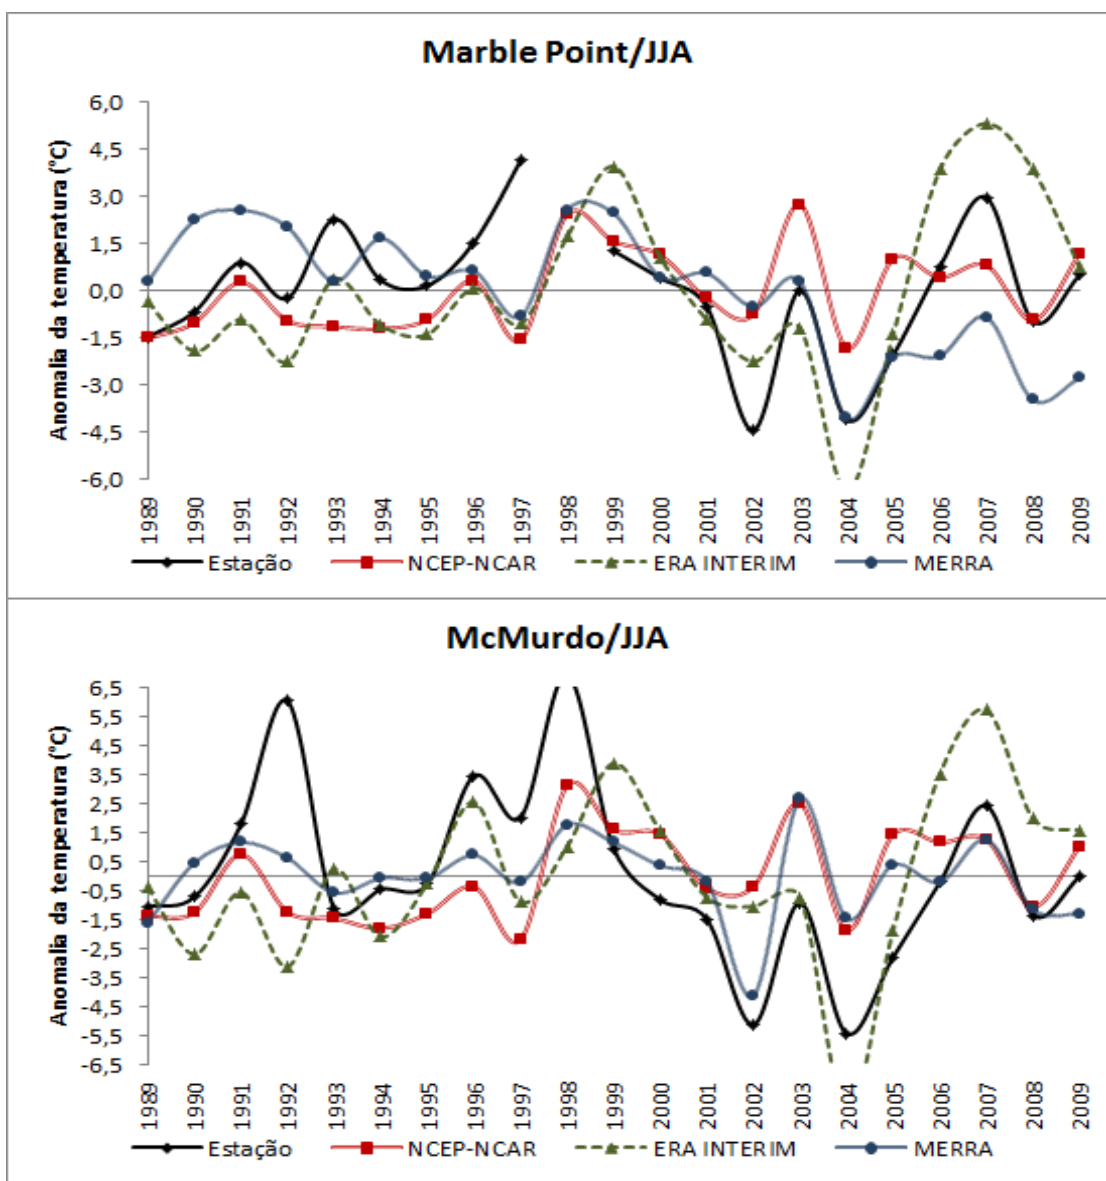 Marble Point/JJA
Anomalia da temperatura (°C)
6,0
4,5
3,0
1,5
0,0
-1,5
-3,0
-4,5
-6,0
1989 1990 1991 1992 1993 1994 1995 1996 1997 1998 1999 2000 2001 2002 2003 2004 2005 2006 2007 2008 2009
Estação NCEP-NCAR ERA INTERIM MERRA
McMurdo/JJA
Anomalia da temperatura (°C)
6,5
5,5
4,5
3,5
2,5
1,5
0,5
-0,5
-1,5
-2,5
-3,5
-4,5
-5,5
-6,5
1989 1990 1991 1992 1993 1994 1995 1996 1997 1998 1999 2000 2001 2002 2003 2004 2005 2006 2007 2008 2009
Estação NCEP-NCAR ERA INTERIM MERRA